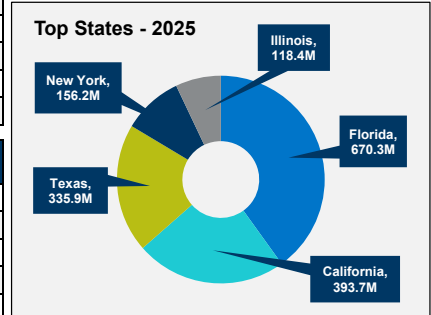 Top States - 2025
Illinois,
118.4M
New York,
156.2M
Florida,
670.3M
Texas,
335.9M
California,
393.7M